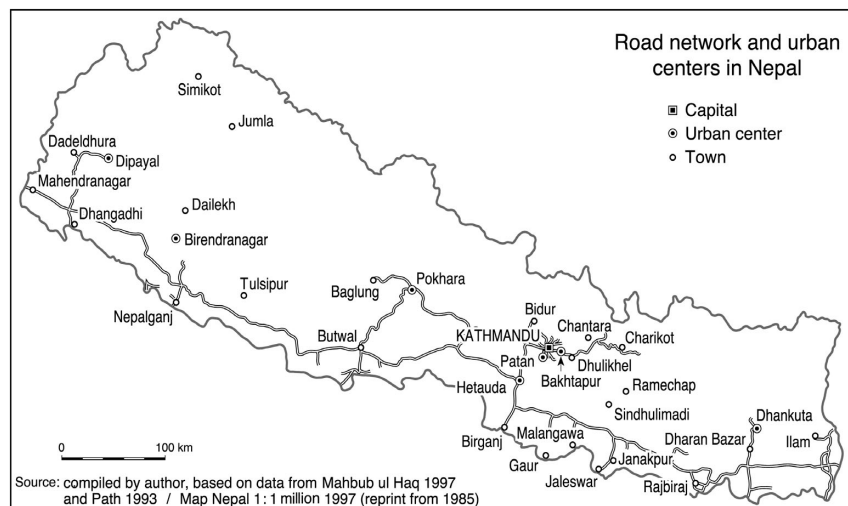 Road network and urban
centers in Nepal
Capital
Urban center
Town
Simikot
Jumla
Dadeldhura
Dipayal
Mahendranagar
Dailekh
Dhangadhi
Birendranagar
Tulsipur
Nepalganj
Baglung
Pokhara
Butwal
Bidur
KATHMANDU
Chantara
Charikot
Patan
Dhulikhel
Bakhtapur
Hetauda
Ramechap
Sindhulimadi
Birganj
Malangawa
Dharan Bazar
Dhankuta
Ilam
Gaur
Janakpur
Jaleswar
Rajbiraj
0 100 km
Source: compiled by author, based on data from Mahbub ul Haq 1997
and Path 1993 / Map Nepal 1:1 million 1997 (reprint from 1985)